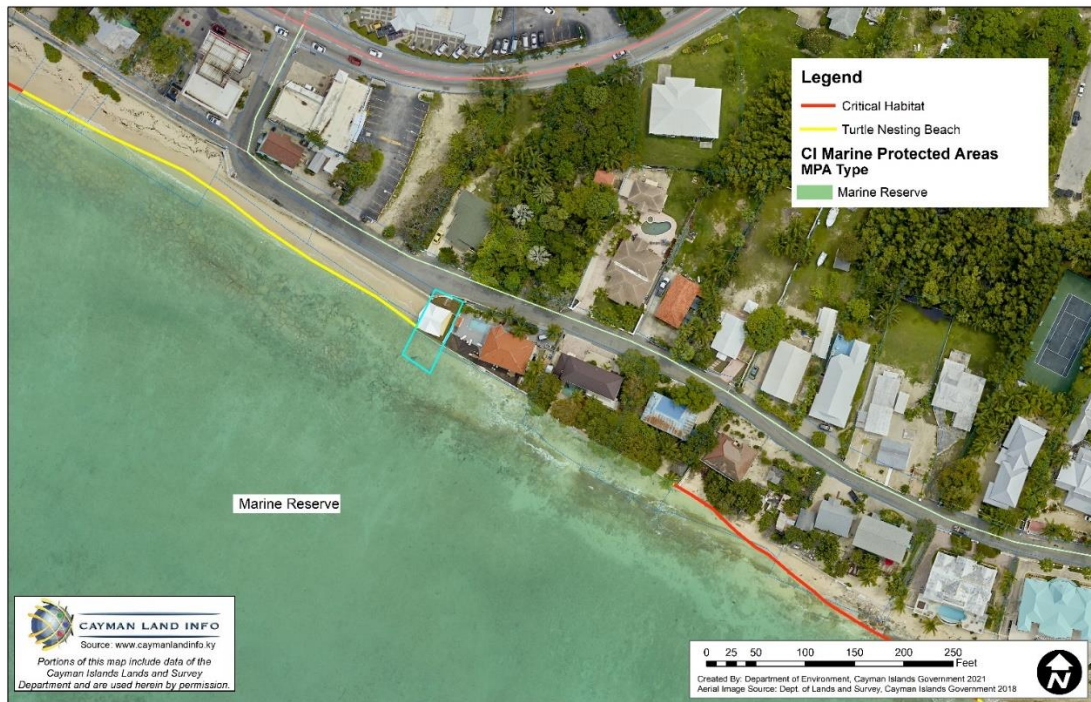 Legend
Critical Habitat
Turtle Nesting Beach
CI Marine Protected Areas
MPA Type
Marine Reserve
Marine Reserve
CAYMAN LAND INFO
Source: www.caymanlandinfo.ky
Portions of this map include data of the
Cayman Islands Lands and Survey
Department and are used herein by permission.
0 25 50 100 150 200 250
Feet
Created By: Department of Environment, Cayman Islands Government 2021
Aerial Image Source: Dept. of Lands and Survey, Cayman Islands Government 2018
N